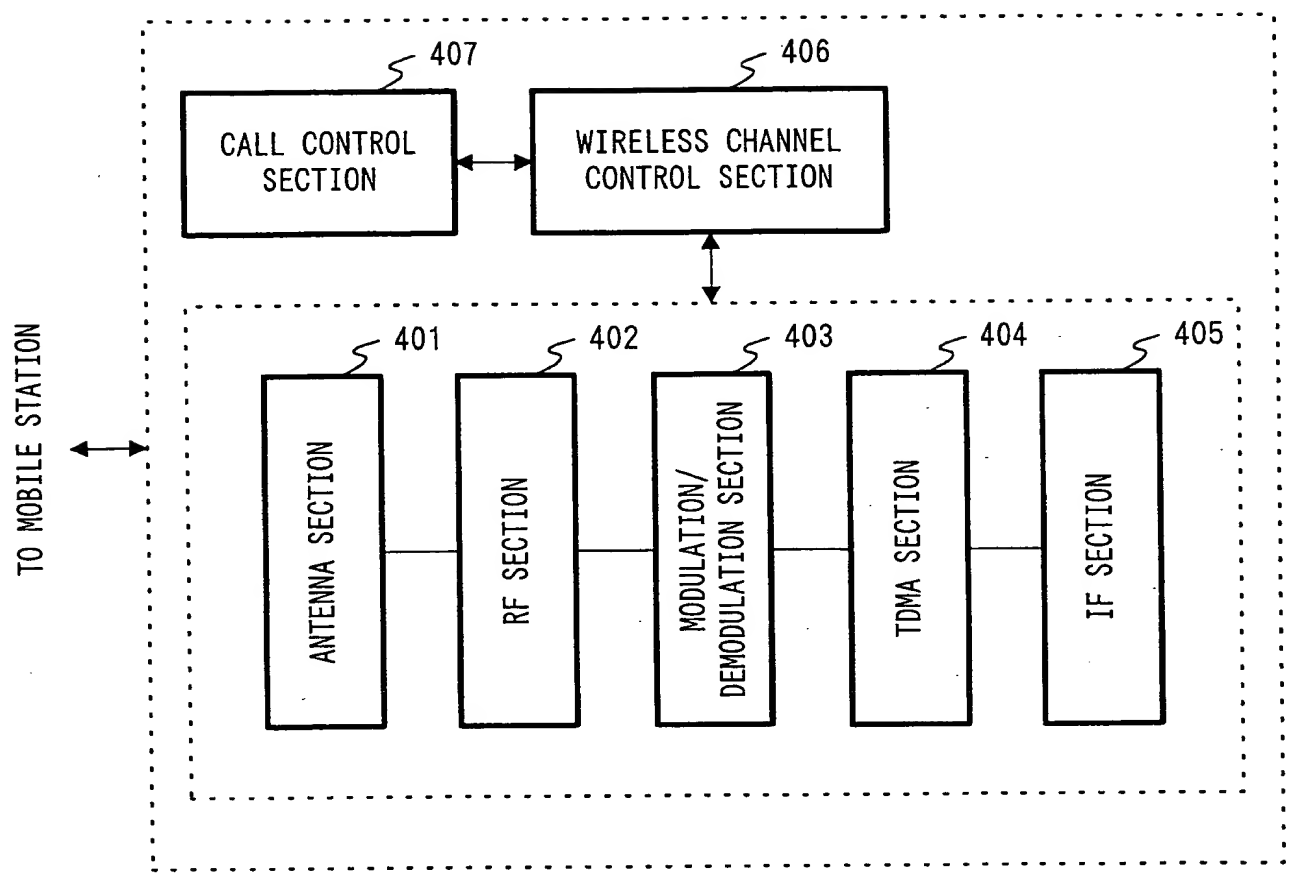 407
406
CALL CONTROL
SECTION
WIRELESS CHANNEL
CONTROL SECTION
TO MOBILE STATION
401
402
403
404
405
ANTENNA SECTION
RF SECTION
MODULATION/
DEMODULATION SECTION
TDMA SECTION
IF SECTION